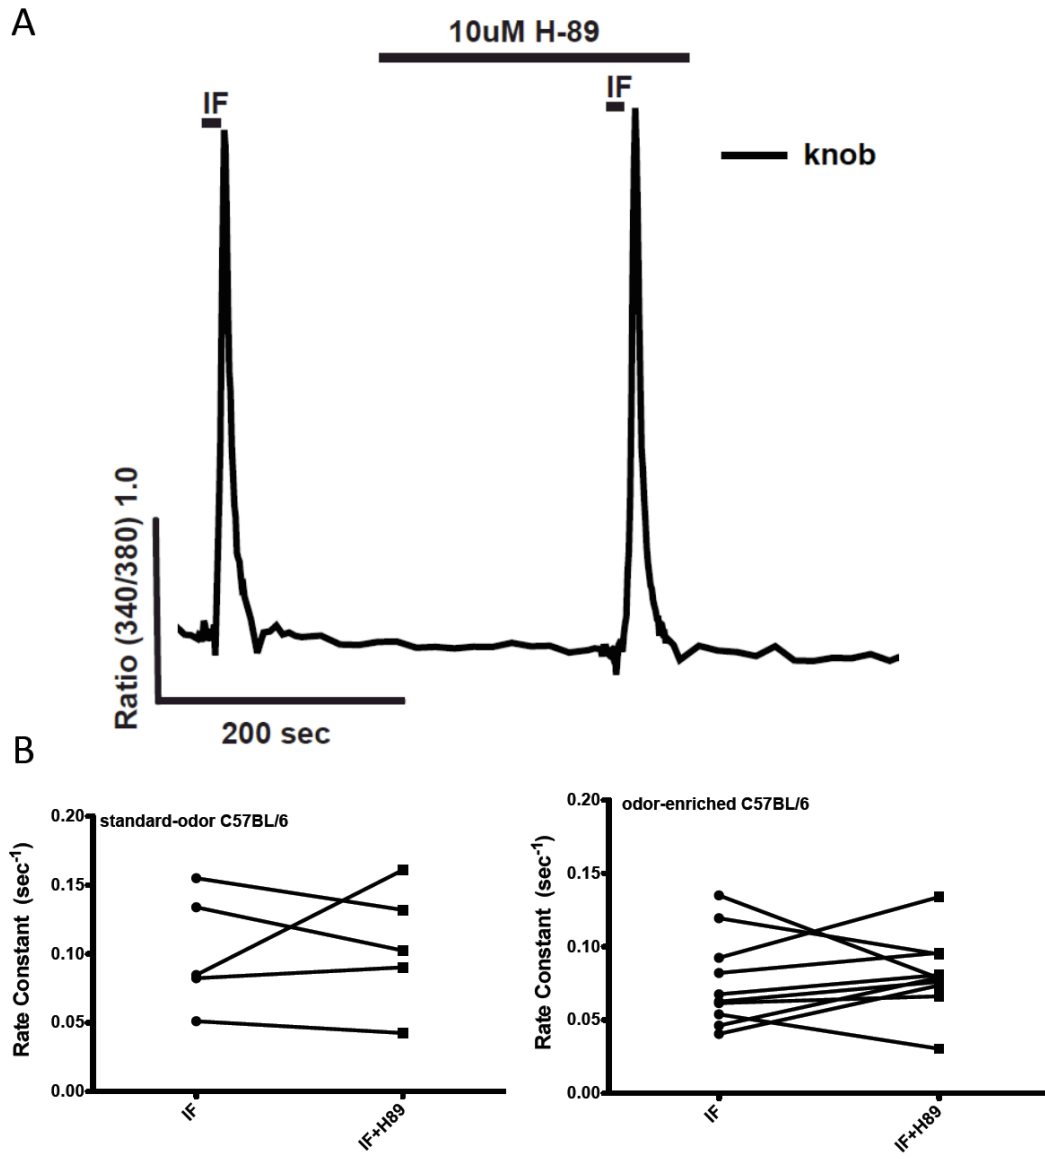 A
10uM H-89
IF
IF
knob
Ratio (340/380) 1.0
200 sec
B
standard-odor C57BL/6
Rate Constant (sec-1)
0.20
0.15
0.10
0.05
0.00
IF
IF+H89
odor-enriched C57BL/6
Rate Constant (sec-1)
0.20
0.15
0.10
0.05
0.00
IF
IF+H89